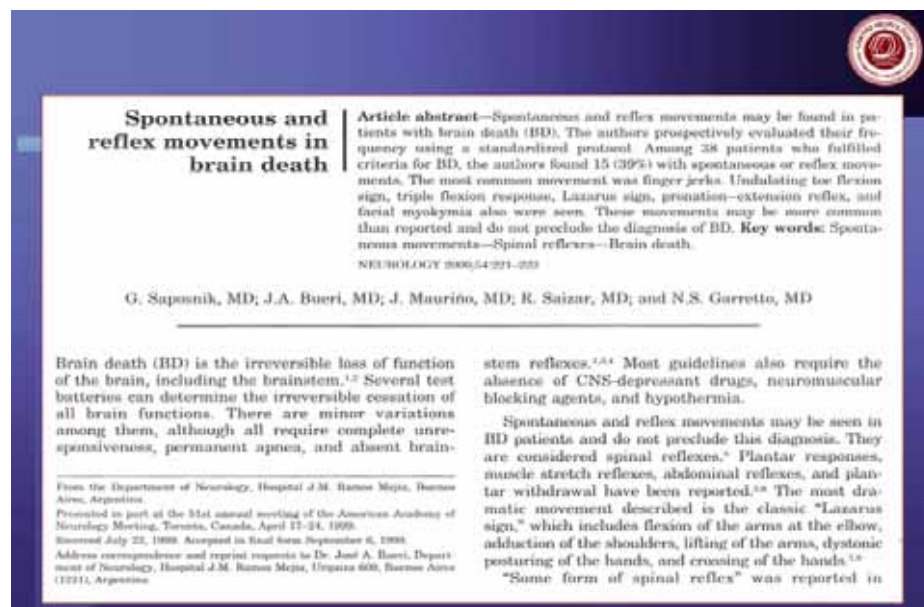 Spontaneous and
reflex movements in
brain death
Article abstract—Spontaneous and reflex movements may be found in pa-
tients with brain death (BD). The authors prospectively evaluated their fre-
quency using a standardized protocol. Among 38 patients who fulfilled
criteria for BD, the authors found 15 (39%) with spontaneous or reflex move-
ments. The most common movement was finger jerks. Undulating toe flexion
sign, triple flexion response, Lazarus sign, pronation–extension reflex, and
facial myokymia also were seen. These movements may be more common
than reported and do not preclude the diagnosis of BD. Key words: Sponta-
neous movements—Spinal reflexes—Brain death.
NEUROLOGY 2000;54:221–223
G. Saposnik, MD; J.A. Bueri, MD; J. Mauriño, MD; R. Saizar, MD; and N.S. Garretto, MD
Brain death (BD) is the irreversible loss of function
of the brain, including the brainstem.1,2 Several test
batteries can determine the irreversible cessation of
all brain functions. There are minor variations
among them, although all require complete unre-
sponsiveness, permanent apnea, and absent brain-
From the Department of Neurology, Hospital J.M. Ramos Mejia, Buenos
Aires, Argentina.
Presented in part at the 51st annual meeting of the American Academy of
Neurology Meeting, Toronto, Canada, April 17–24, 1999.
Received July 22, 1999. Accepted in final form September 6, 1999.
Address correspondence and reprint requests to Dr. José A. Bueri, Depart-
ment of Neurology, Hospital J.M. Ramos Mejia, Urquiza 609, Buenos Aires
(1221), Argentina
stem reflexes. Most guidelines also require the
absence of CNS-depressant drugs, neuromuscular
blocking agents, and hypothermia.
Spontaneous and reflex movements may be seen in
BD patients and do not preclude this diagnosis. They
are considered spinal reflexes. Plantar responses,
muscle stretch reflexes, abdominal reflexes, and plan-
tar withdrawal have been reported. The most dra-
matic movement described is the classic “Lazarus
sign,” which includes flexion of the arms at the elbow,
adduction of the shoulders, lifting of the arms, dystonic
posturing of the hands, and crossing of the hands.
“Some form of spinal reflex” was reported in